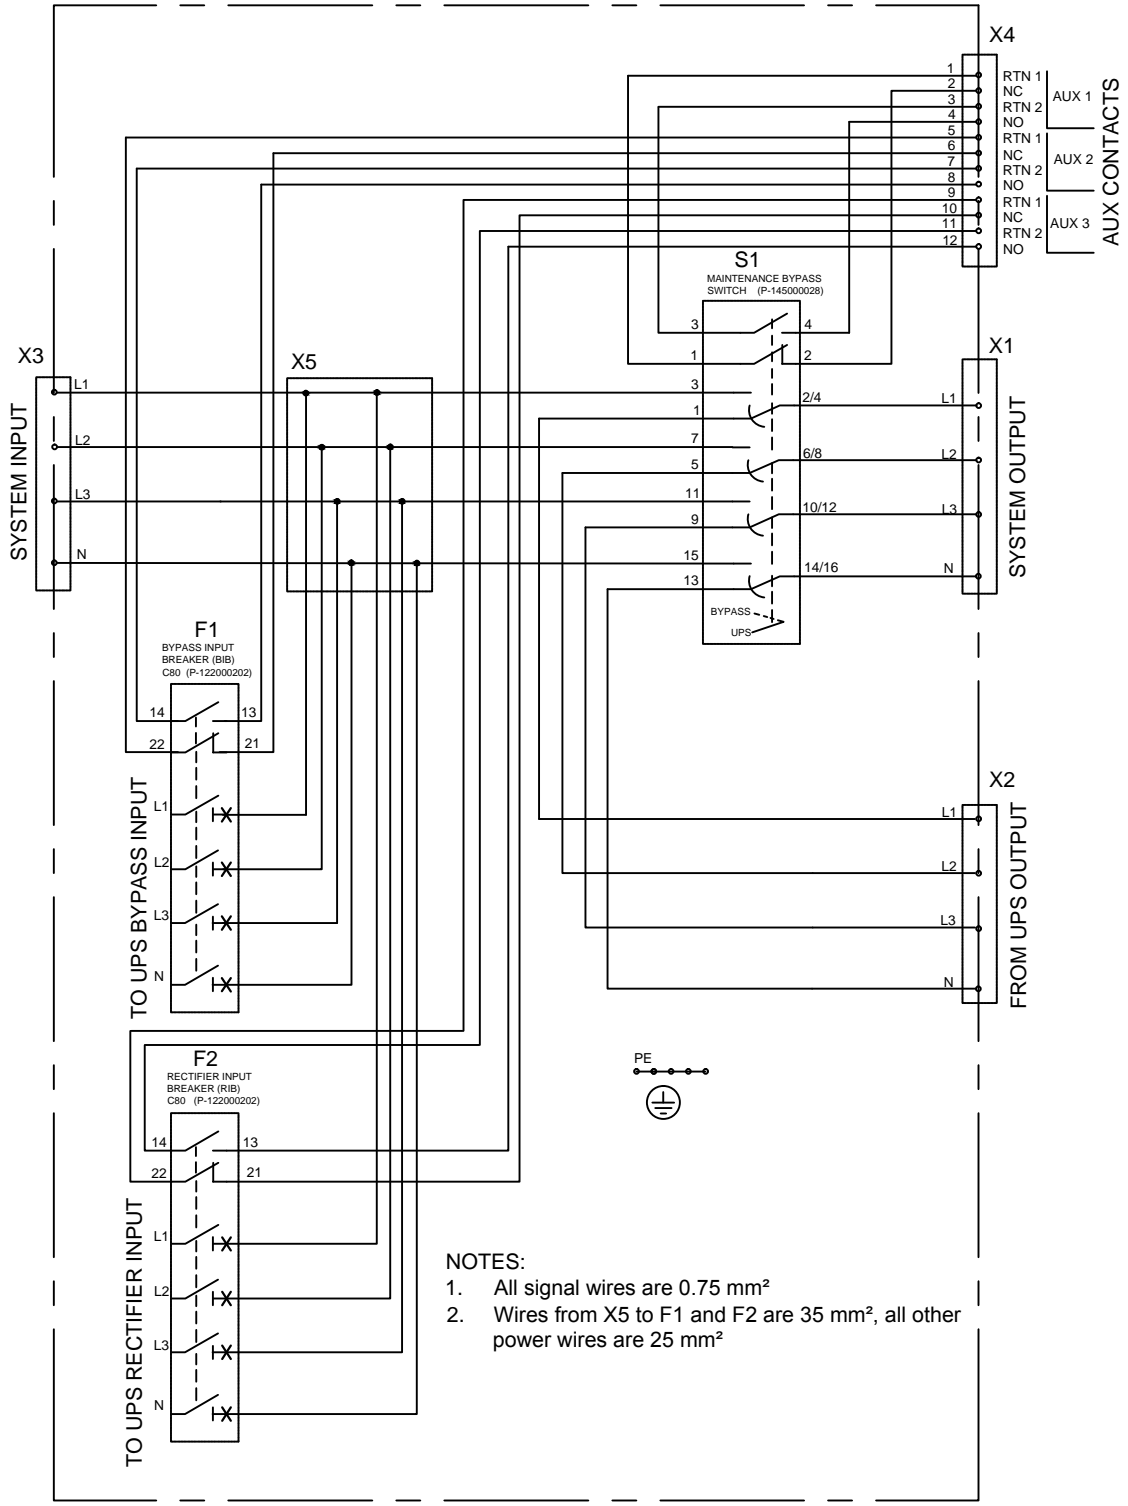 X4
1 RTN 1
2 NC
3 RTN 2
4 NO
AUX 1
5 RTN 1
6 NC
7 RTN 2
8 NO
AUX 2
9 RTN 1
10 NC
11 RTN 2
12 NO
AUX 3
AUX CONTACTS
S1
MAINTENANCE BYPASS
SWITCH (P-145000028)
3 4
1 2
3
1 2/4
7
5 6/8
11
9 10/12
15
13 14/16
BYPASS
UPS
X3
SYSTEM INPUT
L1
L2
L3
N
X5
X1
L1
L2
L3
N
SYSTEM OUTPUT
F1
BYPASS INPUT
BREAKER (BIB)
C80 (P-122000202)
14 13
22 21
L1
L2
L3
N
TO UPS BYPASS INPUT
X2
L1
L2
L3
N
FROM UPS OUTPUT
PE
F2
RECTIFIER INPUT
BREAKER (RIB)
C80 (P-122000202)
14 13
22 21
L1
L2
L3
N
TO UPS RECTIFIER INPUT
NOTES:
1. All signal wires are 0.75 mm²
2. Wires from X5 to F1 and F2 are 35 mm², all other
power wires are 25 mm²